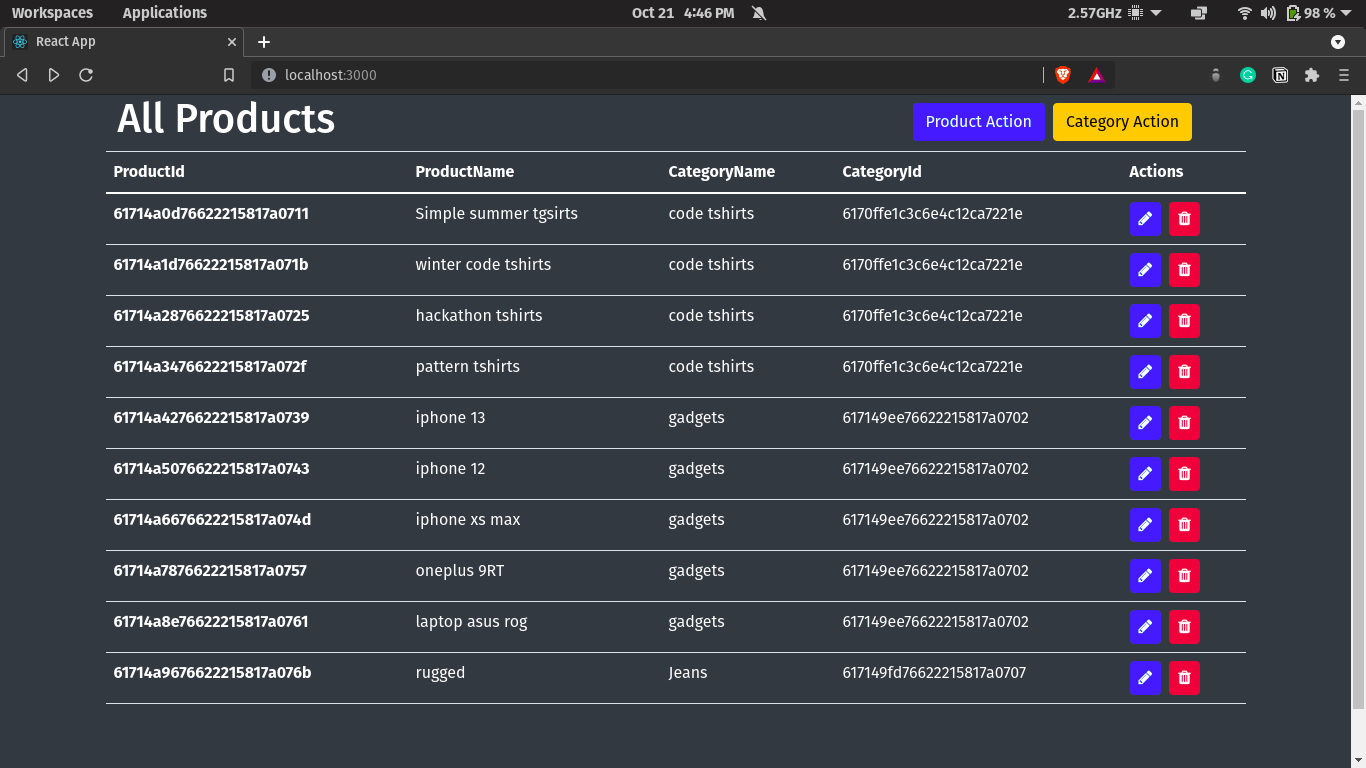 Workspaces Applications Oct 21 4:46 PM 2.57GHz 98 %
React App
localhost:3000
All Products Product Action Category Action
ProductId ProductName CategoryName CategoryId Actions
61714a0d76622215817a0711 Simple summer tgsirts code tshirts 6170ffe1c3c6e4c12ca7221e
61714a1d76622215817a071b winter code tshirts code tshirts 6170ffe1c3c6e4c12ca7221e
61714a2876622215817a0725 hackathon tshirts code tshirts 6170ffe1c3c6e4c12ca7221e
61714a3476622215817a072f pattern tshirts code tshirts 6170ffe1c3c6e4c12ca7221e
61714a4276622215817a0739 iphone 13 gadgets 617149ee76622215817a0702
61714a5076622215817a0743 iphone 12 gadgets 617149ee76622215817a0702
61714a6676622215817a074d iphone xs max gadgets 617149ee76622215817a0702
61714a7876622215817a0757 oneplus 9RT gadgets 617149ee76622215817a0702
61714a8e76622215817a0761 laptop asus rog gadgets 617149ee76622215817a0702
61714a9676622215817a076b rugged Jeans 617149fd76622215817a0707